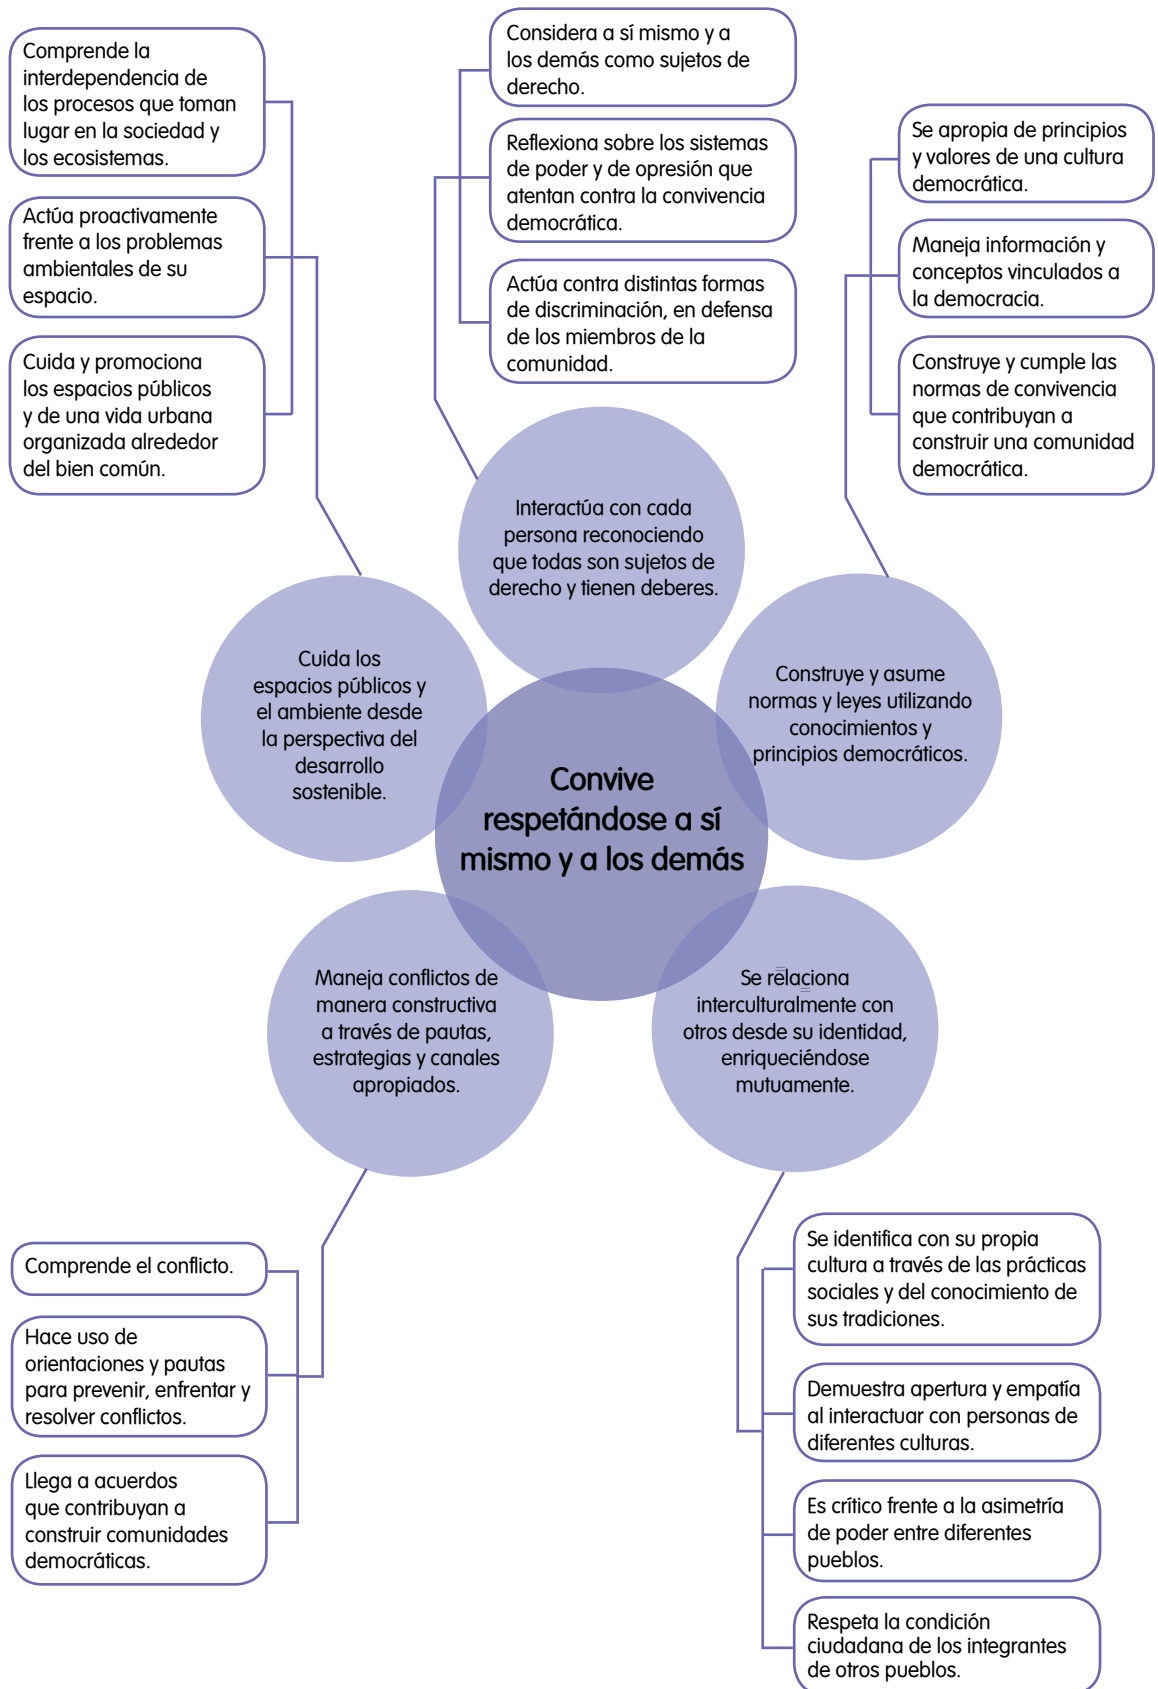 Comprende la
interdependencia de
los procesos que toman
lugar en la sociedad y
los ecosistemas.
Actúa proactivamente
frente a los problemas
ambientales de su
espacio.
Cuida y promociona
los espacios públicos
y de una vida urbana
organizada alrededor
del bien común.
Considera a sí mismo y a
los demás como sujetos de
derecho.
Reflexiona sobre los sistemas
de poder y de opresión que
atentan contra la convivencia
democrática.
Actúa contra distintas formas
de discriminación, en defensa
de los miembros de la
comunidad.
Se apropia de principios
y valores de una cultura
democrática.
Maneja información y
conceptos vinculados a
la democracia.
Construye y cumple las
normas de convivencia
que contribuyan a
construir una comunidad
democrática.
Interactúa con cada
persona reconociendo
que todas son sujetos de
derecho y tienen deberes.
Cuida los
espacios públicos y
el ambiente desde
la perspectiva del
desarrollo
sostenible.
Construye y asume
normas y leyes utilizando
conocimientos y
principios democráticos.
Convive
respetándose a sí
mismo y a los demás
Maneja conflictos de
manera constructiva
a través de pautas,
estrategias y canales
apropiados.
Se relaciona
interculturalmente con
otros desde su identidad,
enriqueciéndose
mutuamente.
Comprende el conflicto.
Hace uso de
orientaciones y pautas
para prevenir, enfrentar y
resolver conflictos.
Llega a acuerdos
que contribuyan a
construir comunidades
democráticas.
Se identifica con su propia
cultura a través de las prácticas
sociales y del conocimiento de
sus tradiciones.
Demuestra apertura y empatía
al interactuar con personas de
diferentes culturas.
Es crítico frente a la asimetría
de poder entre diferentes
pueblos.
Respeta la condición
ciudadana de los integrantes
de otros pueblos.